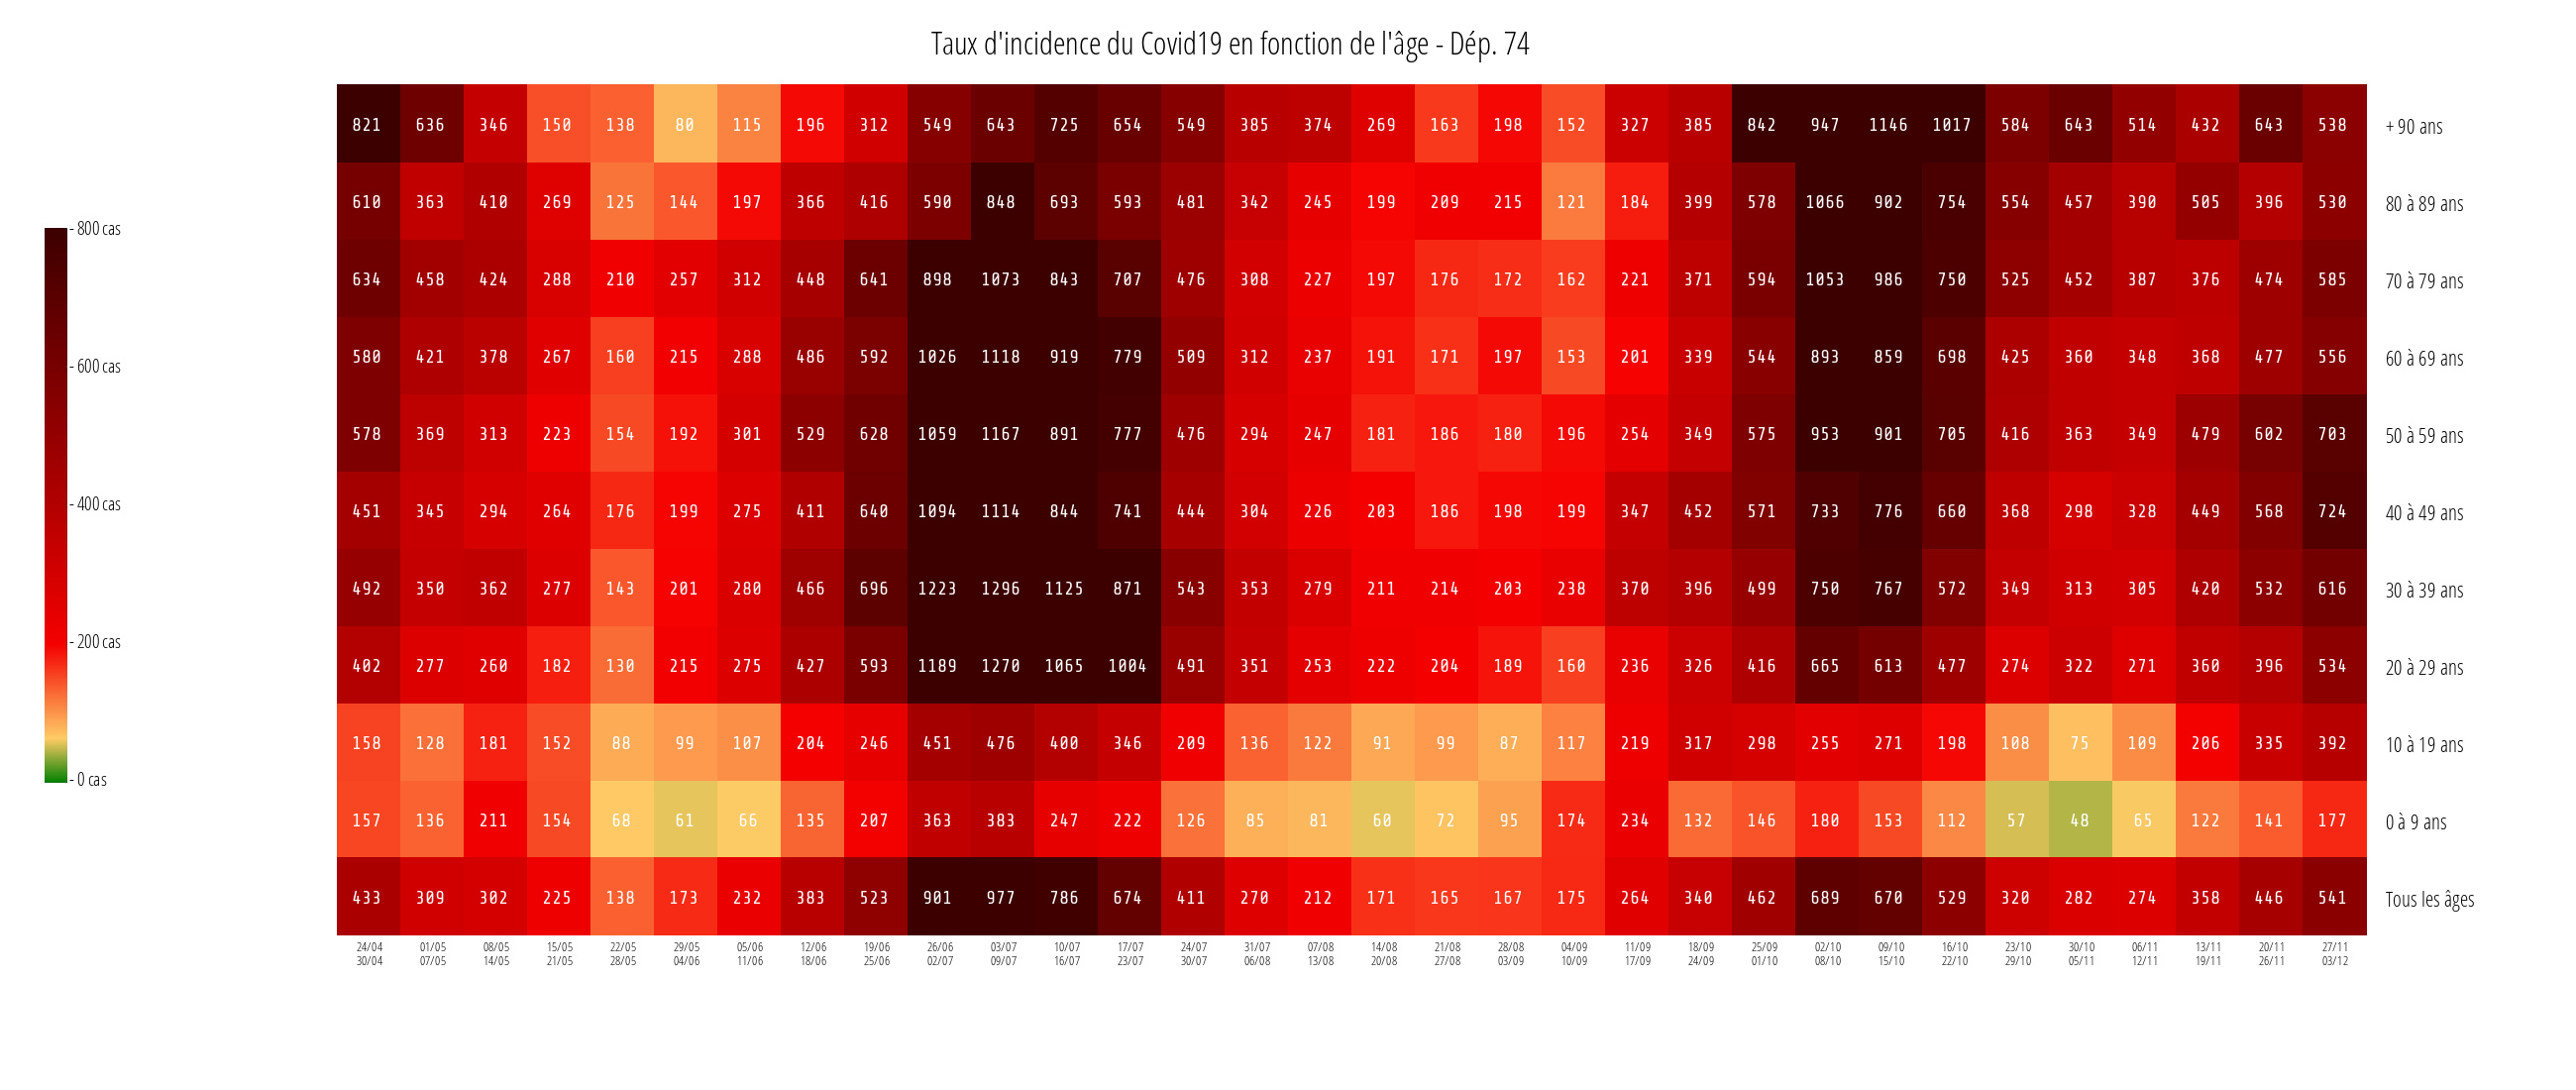 Taux d'incidence du Covid19 en fonction de l'âge - Dép. 74
821 636 346 150 138 80 115 196 312 549 643 725 654 549 385 374 269 163 198 152 327 385 842 947 1146 1017 584 643 514 432 643 538 + 90 ans
610 363 410 269 125 144 197 366 416 590 848 693 593 481 342 245 199 209 215 121 184 399 578 1066 902 754 554 457 390 505 396 530 80 à 89 ans
634 458 424 288 210 257 312 448 641 898 1073 843 707 476 308 227 197 176 172 162 221 371 594 1053 986 750 525 452 387 376 474 585 70 à 79 ans
580 421 378 267 160 215 288 486 592 1026 1118 919 779 509 312 237 191 171 197 153 201 339 544 893 859 698 425 360 348 368 477 556 60 à 69 ans
578 369 313 223 154 192 301 529 628 1059 1167 891 777 476 294 247 181 186 180 196 254 349 575 953 901 705 416 363 349 479 602 703 50 à 59 ans
451 345 294 264 176 199 275 411 640 1094 1114 844 741 444 304 226 203 186 198 199 347 452 571 733 776 660 368 298 328 449 568 724 40 à 49 ans
492 350 362 277 143 201 280 466 696 1223 1296 1125 871 543 353 279 211 214 203 238 370 396 499 750 767 572 349 313 305 420 532 616 30 à 39 ans
402 277 260 182 130 215 275 427 593 1189 1270 1065 1004 491 351 253 222 204 189 160 236 326 416 665 613 477 274 322 271 360 396 534 20 à 29 ans
158 128 181 152 88 99 107 204 246 451 476 400 346 209 136 122 91 99 87 117 219 317 298 255 271 198 108 75 109 206 335 392 10 à 19 ans
157 136 211 154 68 61 66 135 207 363 383 247 222 126 85 81 60 72 95 174 234 132 146 180 153 112 57 48 65 122 141 177 0 à 9 ans
433 309 302 225 138 173 232 383 523 901 977 786 674 411 270 212 171 165 167 175 264 340 462 689 670 529 320 282 274 358 446 541 Tous les âges
24/04 01/05 08/05 15/05 22/05 29/05 05/06 12/06 19/06 26/06 03/07 10/07 17/07 24/07 31/07 07/08 14/08 21/08 28/08 04/09 11/09 18/09 25/09 02/10 09/10 16/10 23/10 30/10 06/11 13/11 20/11 27/11
30/04 07/05 14/05 21/05 28/05 04/06 11/06 18/06 25/06 02/07 09/07 16/07 23/07 30/07 06/08 13/08 20/08 27/08 03/09 10/09 17/09 24/09 01/10 08/10 15/10 22/10 29/10 05/11 12/11 19/11 26/11 03/12
- 800 cas
- 600 cas
- 400 cas
- 200 cas
- 0 cas